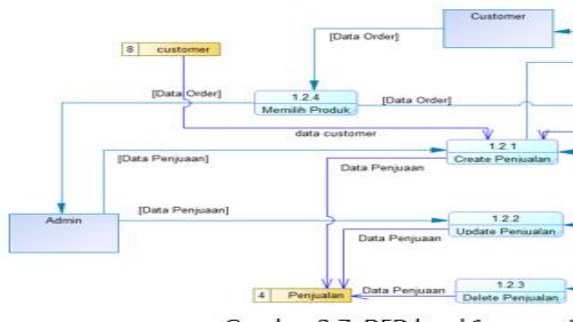 Customer
[Data Order]
8 customer
[Data Order]
1.2.4
Memilih Produk
[Data Order]
data customer
1.2.1
Create Penjualan
[Data Penjuaan]
Data Penjuaan
Admin
[Data Penjuaan]
1.2.2
Update Penjualan
Data Penjuaan
1.2.3
Delete Penjualan
4 Penjualan
Data Penjuaan